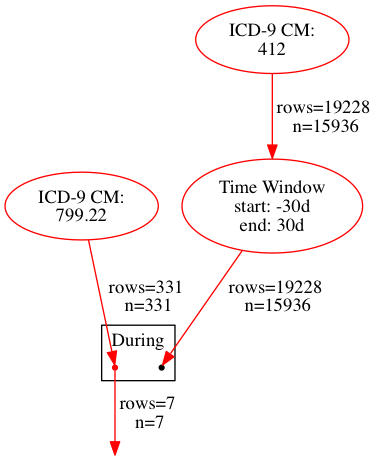 ICD-9 CM:
412
rows=19228
n=15936
Time Window
start: -30d
end: 30d
ICD-9 CM:
799.22
rows=331
n=331
rows=19228
n=15936
During
rows=7
n=7